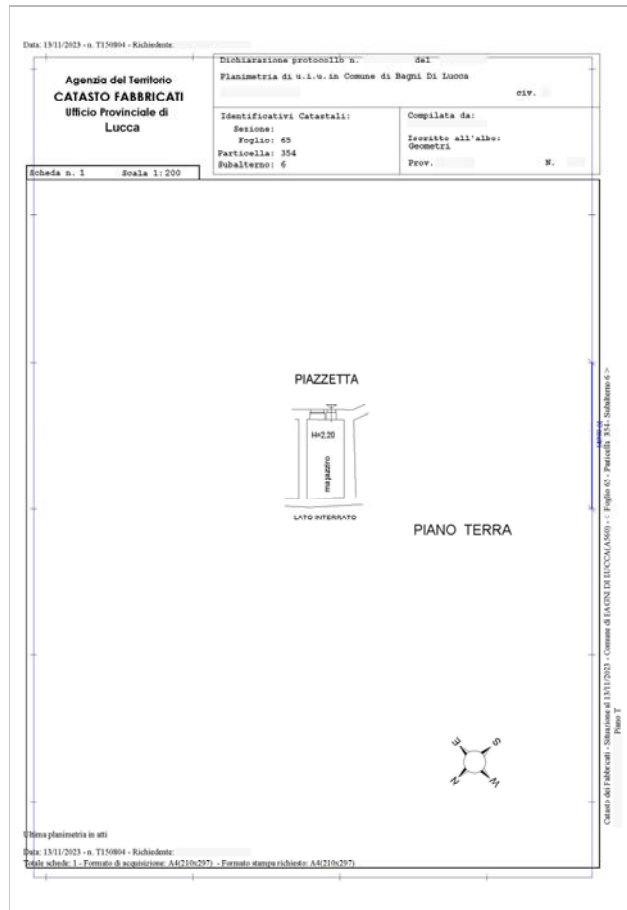 Data: 13/11/2023 - n. T150804 - Richiedente:
Agenzia del Territorio
CATASTO FABBRICATI
Ufficio Provinciale di
Lucca
Dichiarazione protocollo n. del
Planimetria di u.i.u. in Comune di Bagni Di Lucca
civ.
Identificativi Catastali:
Sezione:
Foglio: 65
Particella: 354
Subalterno: 6
Compilata da:
Iscritto all'albo:
Geometri
Prov. N.
Scheda n. 1 Scala 1:200
PIAZZETTA
H=2,20
magazzino
LATO INTERRATO
PIANO TERRA
E S
N W
Catasto dei Fabbricati - Situazione al 13/11/2023 - Comune di BAGNI DI LUCCA(A560) - < Foglio 65 - Particella 354 - Subalterno 6 >
Piano T
Ultima planimetria in atti
Data: 13/11/2023 - n. T150804 - Richiedente:
Totale schede: 1 - Formato di acquisizione: A4(210x297) - Formato stampa richiesto: A4(210x297)